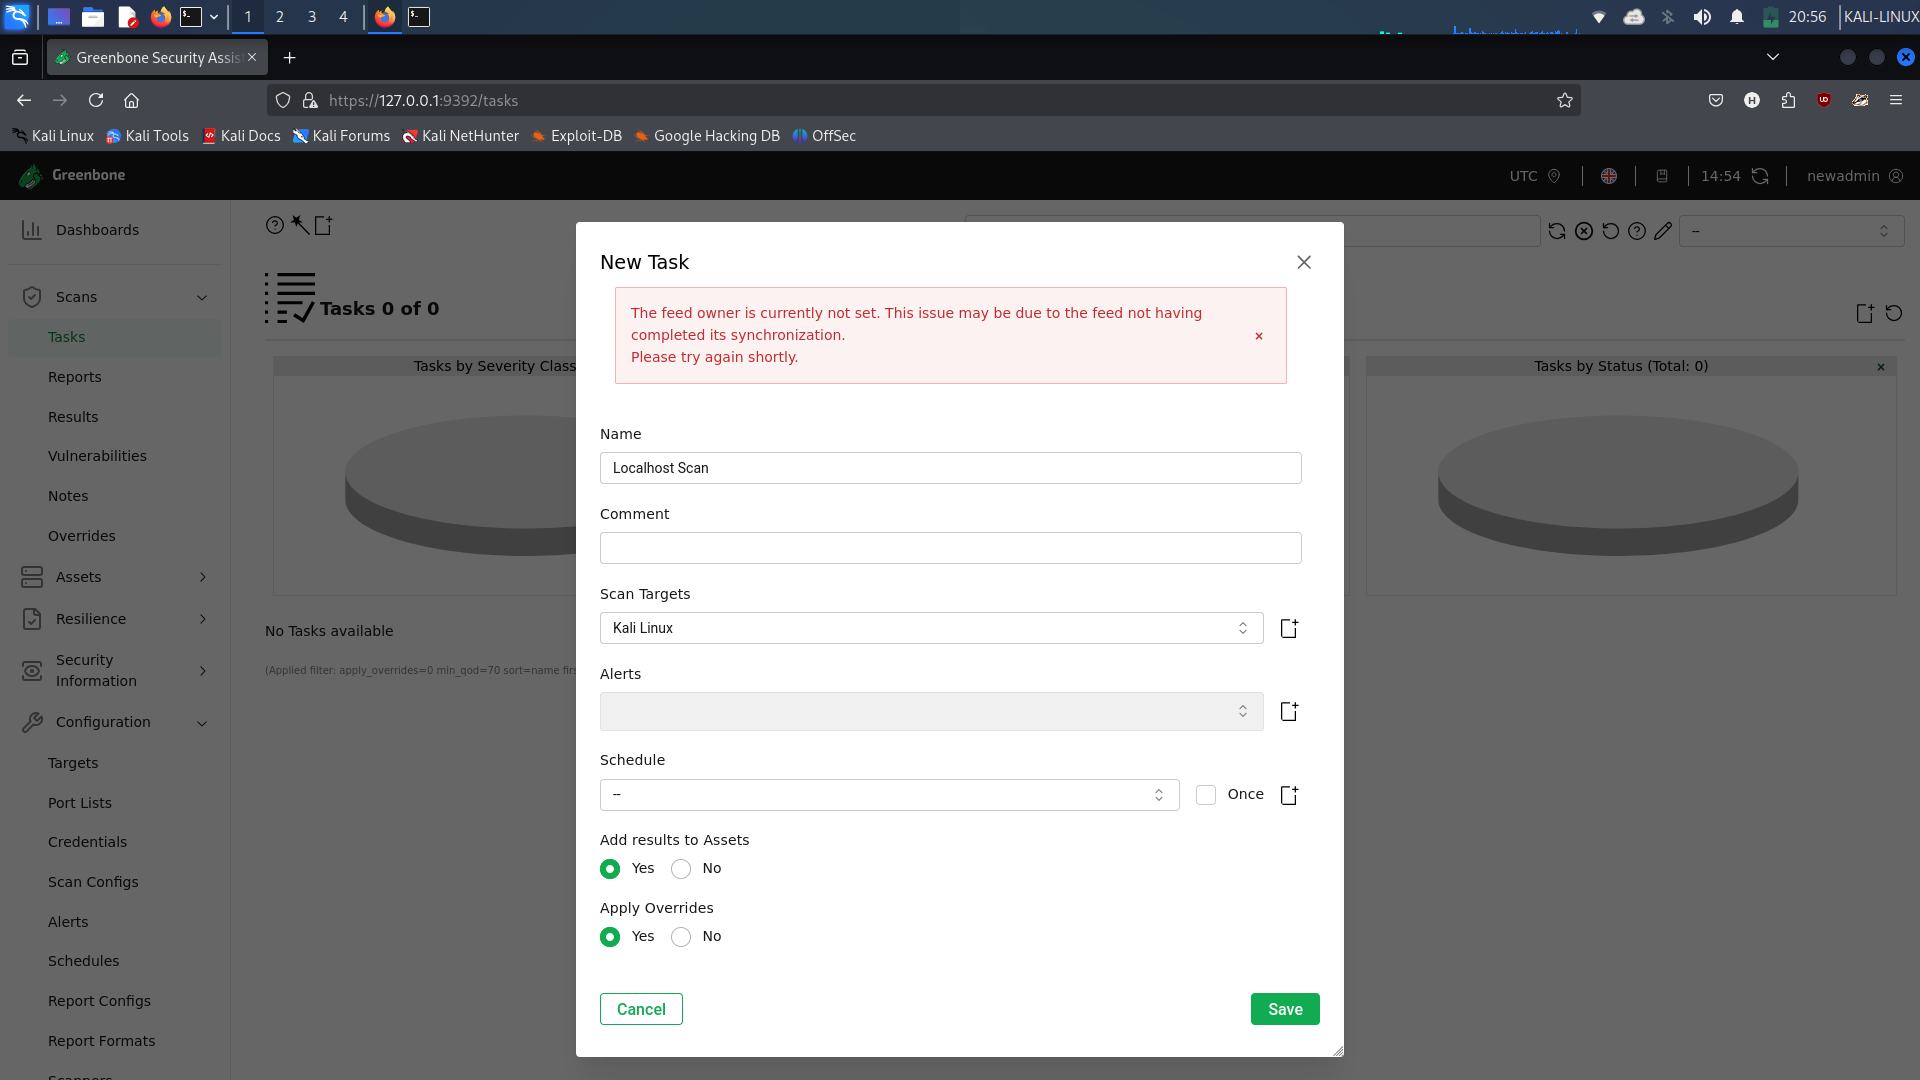 1 2 3 4
20:56 KALI-LINUX
Greenbone Security Assis
https://127.0.0.1:9392/tasks
Kali Linux Kali Tools Kali Docs Kali Forums Kali NetHunter Exploit-DB Google Hacking DB OffSec
Greenbone
UTC 14:54 newadmin
Dashboards
Scans
Tasks
Reports
Results
Vulnerabilities
Notes
Overrides
Assets
Resilience
Security
Information
Configuration
Targets
Port Lists
Credentials
Scan Configs
Alerts
Schedules
Report Configs
Report Formats
Scanners
--
Tasks 0 of 0
Tasks by Severity Class
Tasks by Status (Total: 0)
No Tasks available
(Applied filter: apply_overrides=0 min_qod=70 sort=name firs
New Task
The feed owner is currently not set. This issue may be due to the feed not having
completed its synchronization.
Please try again shortly.
Name
Localhost Scan
Comment
Scan Targets
Kali Linux
Alerts
Schedule
-- Once
Add results to Assets
Yes No
Apply Overrides
Yes No
Cancel Save